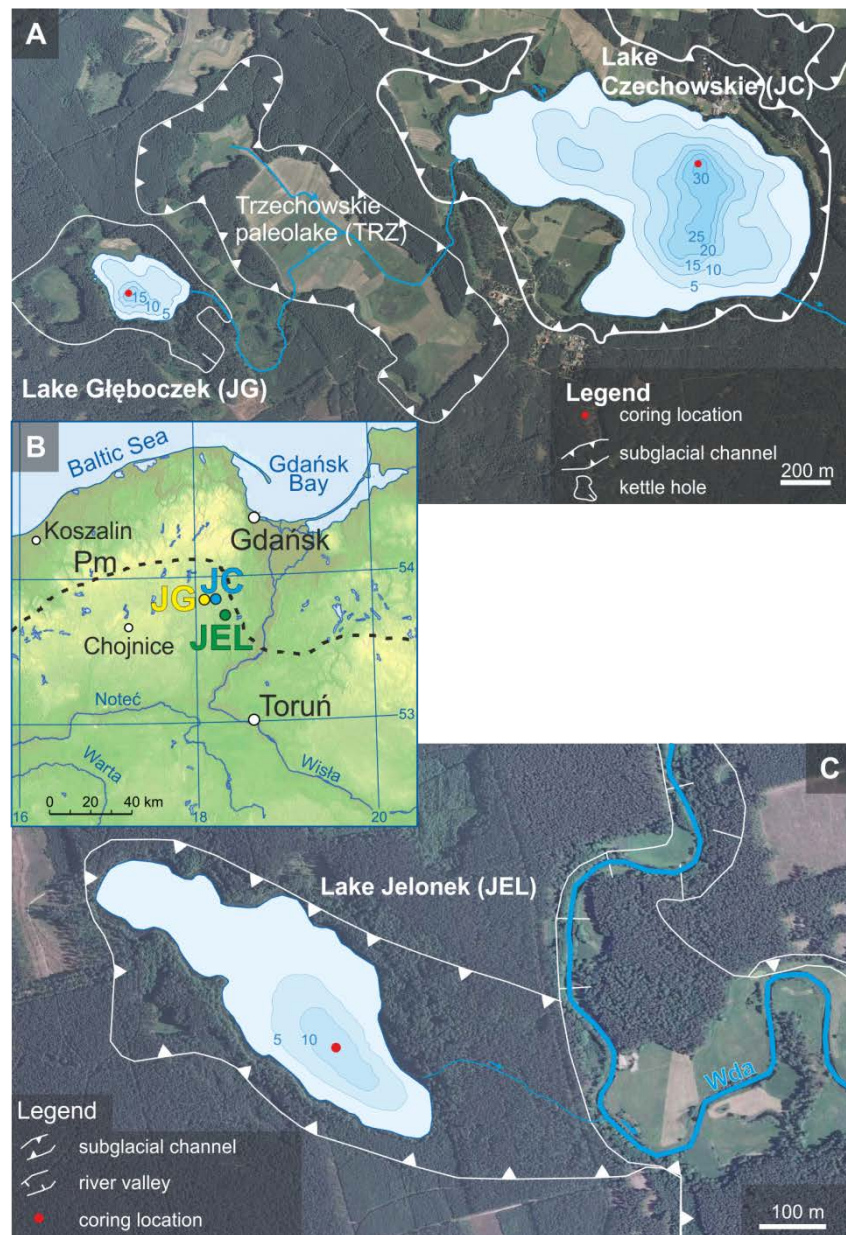 A
Lake
Czechowskie (JC)
30
25
20
15 10
5
Trzechowskie
paleolake (TRZ)
15 10 5
Lake Głęboczek (JG)
Legend
coring location
subglacial channel
kettle hole
200 m
B
Baltic Sea
Gdańsk
Bay
Koszalin
Gdańsk
Pm
54
JC
JG
JEL
Chojnice
Toruń
53
Noteć
Warta
Wisła
0 20 40 km
16
18
20
C
Lake Jelonek (JEL)
5 10
Wda
Legend
subglacial channel
river valley
coring location
100 m